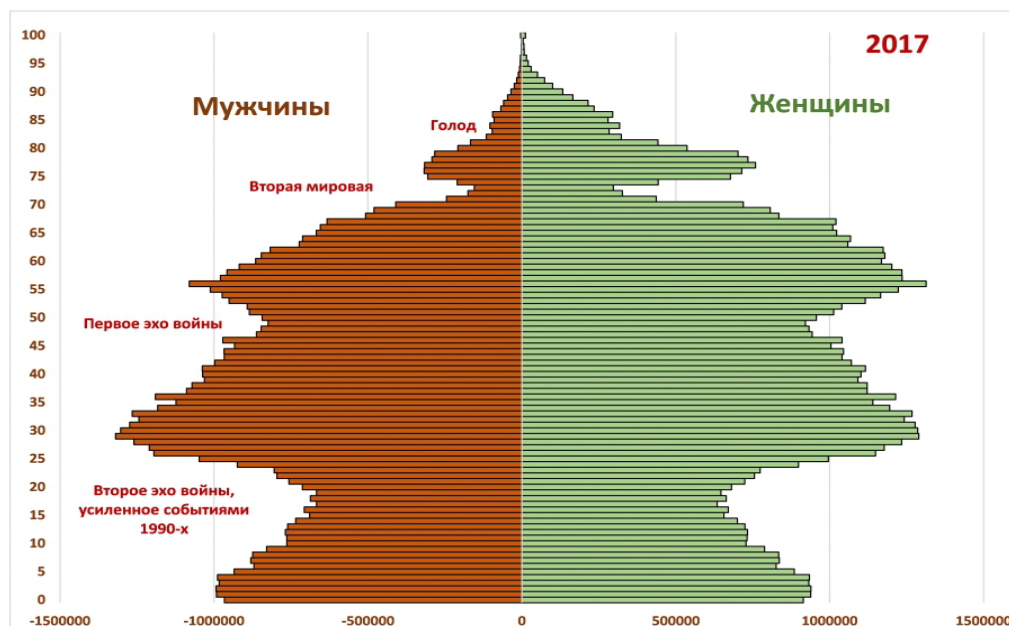 2017
100
95
90
85
80
75
70
65
60
55
50
45
40
35
30
25
20
15
10
5
0
Мужчины
Женщины
Голод
Вторая мировая
Первое эхо войны
Второе эхо войны,
усиленное событиями
1990-х
-1500000 -1000000 -500000 0 500000 1000000 1500000